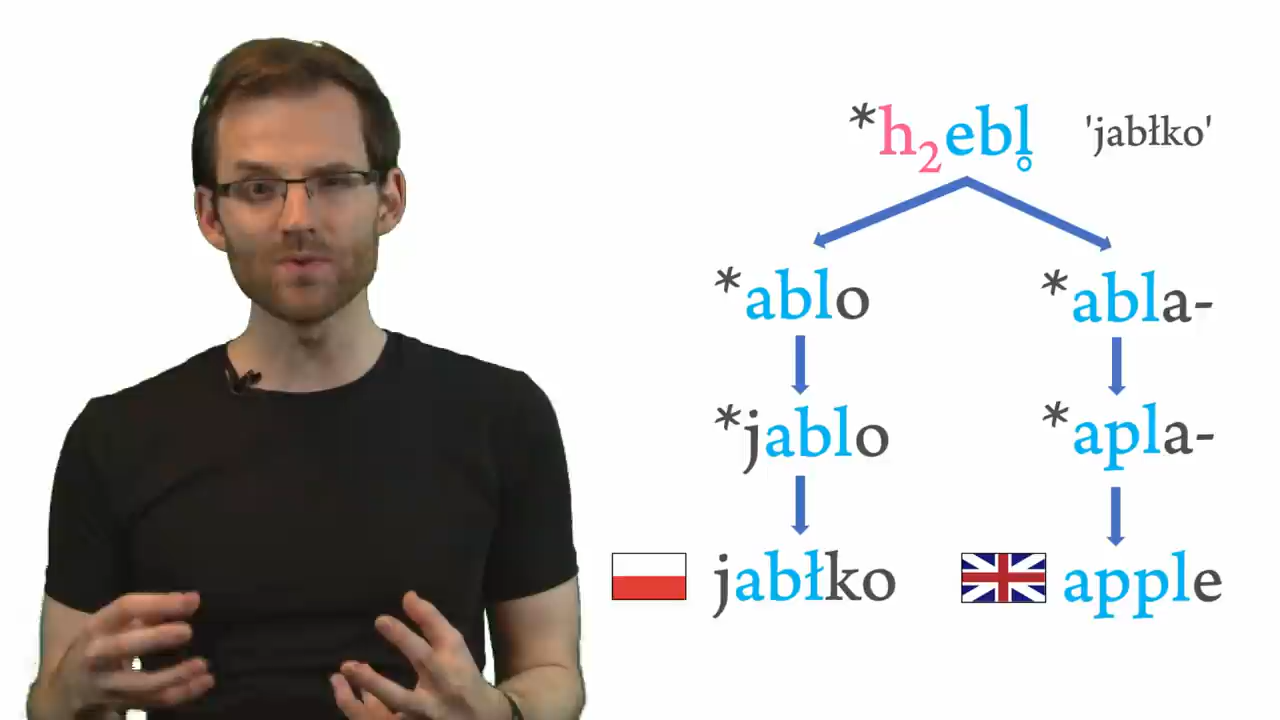 *h₂ebl̥ 'jabłko'
*ablo *abla-
*jablo *apla-
jabłko apple